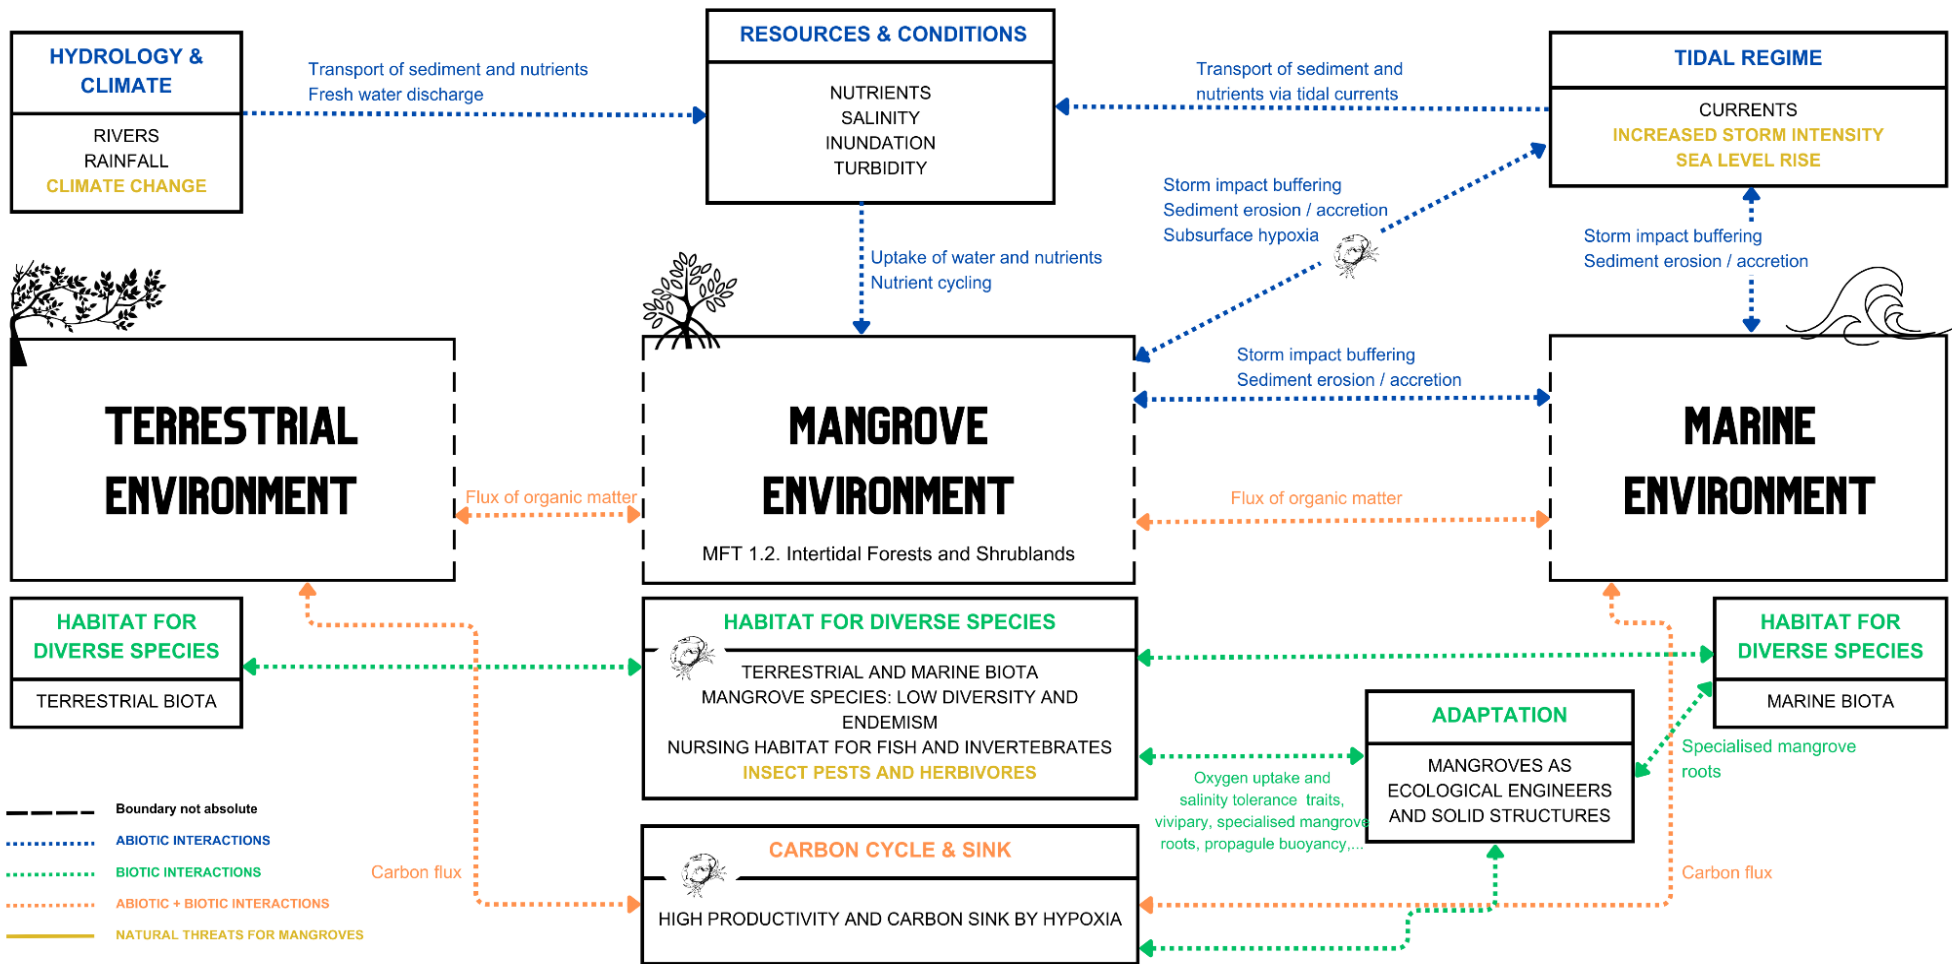 HYDROLOGY &
CLIMATE
RIVERS
RAINFALL
CLIMATE CHANGE
Transport of sediment and nutrients
Fresh water discharge
RESOURCES & CONDITIONS
NUTRIENTS
SALINITY
INUNDATION
TURBIDITY
Transport of sediment and
nutrients via tidal currents
TIDAL REGIME
CURRENTS
INCREASED STORM INTENSITY
SEA LEVEL RISE
Uptake of water and nutrients
Nutrient cycling
Storm impact buffering
Sediment erosion / accretion
Subsurface hypoxia
Storm impact buffering
Sediment erosion / accretion
Storm impact buffering
Sediment erosion / accretion
TERRESTRIAL
ENVIRONMENT
Flux of organic matter
MANGROVE
ENVIRONMENT
MFT 1.2. Intertidal Forests and Shrublands
Flux of organic matter
MARINE
ENVIRONMENT
HABITAT FOR
DIVERSE SPECIES
TERRESTRIAL BIOTA
HABITAT FOR DIVERSE SPECIES
TERRESTRIAL AND MARINE BIOTA
MANGROVE SPECIES: LOW DIVERSITY AND
ENDEMISM
NURSING HABITAT FOR FISH AND INVERTEBRATES
INSECT PESTS AND HERBIVORES
Oxygen uptake and
salinity tolerance traits,
vivipary, specialised mangrove
roots, propagule buoyancy,...
ADAPTATION
MANGROVES AS
ECOLOGICAL ENGINEERS
AND SOLID STRUCTURES
HABITAT FOR
DIVERSE SPECIES
MARINE BIOTA
Specialised mangrove
roots
CARBON CYCLE & SINK
HIGH PRODUCTIVITY AND CARBON SINK BY HYPOXIA
Carbon flux
Carbon flux
Boundary not absolute
ABIOTIC INTERACTIONS
BIOTIC INTERACTIONS
ABIOTIC + BIOTIC INTERACTIONS
NATURAL THREATS FOR MANGROVES